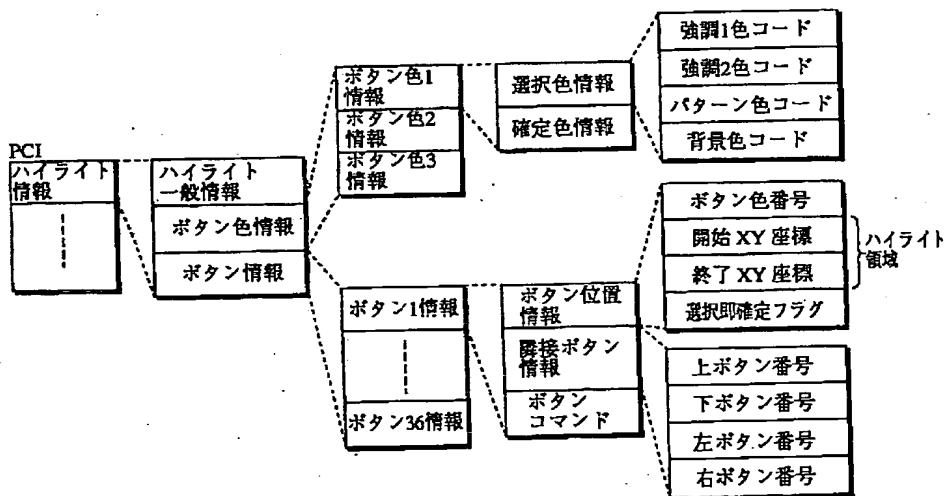 PCI
ハイライト
情報
ハイライト
一般情報
ボタン色情報
ボタン情報
ボタン色1
情報
ボタン色2
情報
ボタン色3
情報
選択色情報
確定色情報
強調1色コード
強調2色コード
パターン色コード
背景色コード
ボタン1情報
ボタン36情報
ボタン位置
情報
隣接ボタン
情報
ボタン
コマンド
ボタン色番号
開始 XY 座標
終了 XY 座標
選択即確定フラグ
ハイライト
領域
上ボタン番号
下ボタン番号
左ボタン番号
右ボタン番号